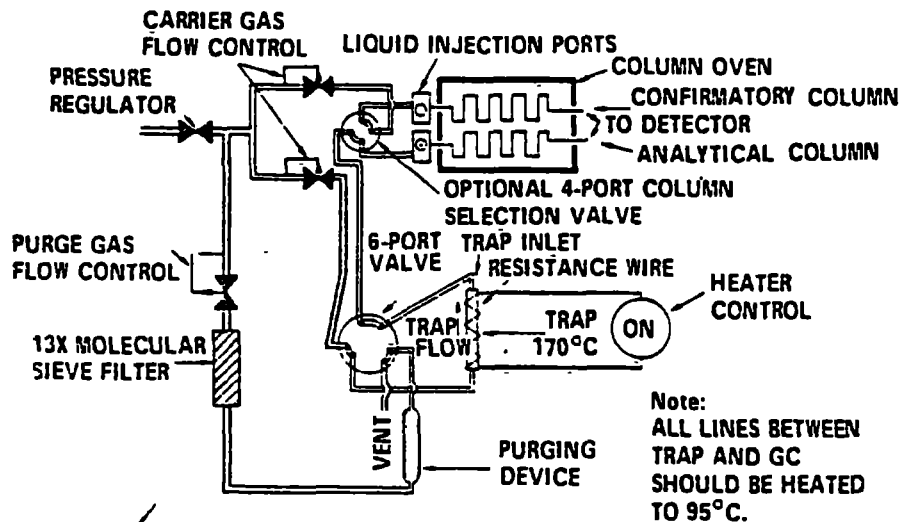 CARRIER GAS
FLOW CONTROL
PRESSURE
REGULATOR
LIQUID INJECTION PORTS
COLUMN OVEN
CONFIRMATORY COLUMN
TO DETECTOR
ANALYTICAL COLUMN
OPTIONAL 4-PORT COLUMN
SELECTION VALVE
PURGE GAS
FLOW CONTROL
6-PORT
VALVE
TRAP INLET
RESISTANCE WIRE
HEATER
CONTROL
ON
TRAP
FLOW
TRAP
170°C
13X MOLECULAR
SIEVE FILTER
VENT
PURGING
DEVICE
Note:
ALL LINES BETWEEN
TRAP AND GC
SHOULD BE HEATED
TO 95°C.